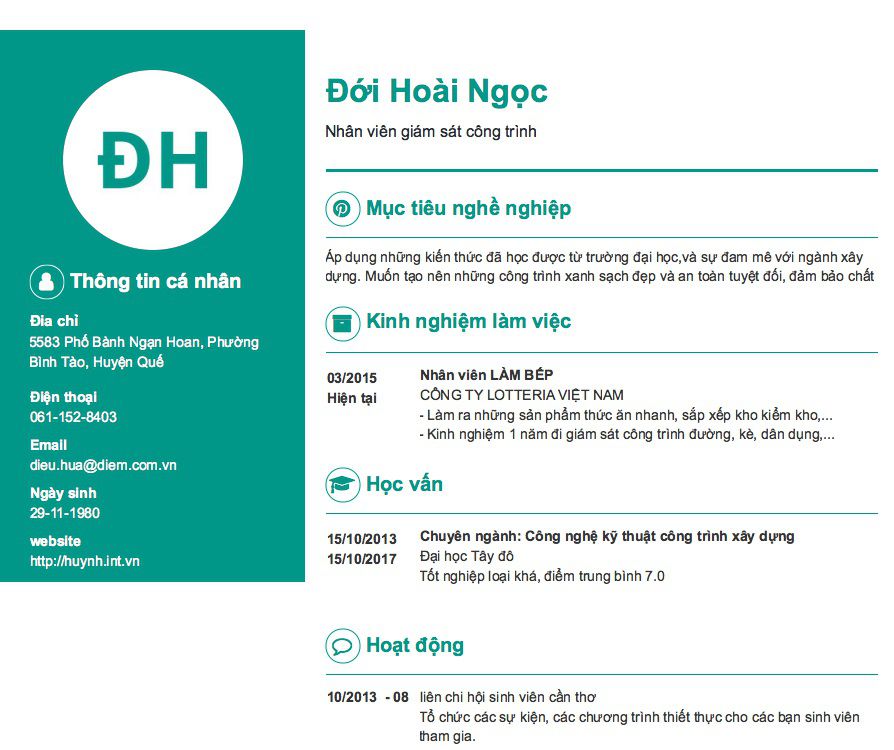 ĐH
Thông tin cá nhân
Đia chỉ
5583 Phố Bành Ngạn Hoan, Phường
Bình Tào, Huyện Quế
Điện thoại
061-152-8403
Email
dieu.hua@diem.com.vn
Ngày sinh
29-11-1980
website
http://huynh.int.vn
Đới Hoài Ngọc
Nhân viên giám sát công trình
Mục tiêu nghề nghiệp
Áp dụng những kiến thức đã học được từ trường đại học,và sự đam mê với ngành xây
dựng. Muốn tạo nên những công trình xanh sạch đẹp và an toàn tuyệt đối, đảm bảo chất
Kinh nghiệm làm việc
03/2015
Hiện tại
Nhân viên LÀM BẾP
CÔNG TY LOTTERIA VIỆT NAM
- Làm ra những sản phẩm thức ăn nhanh, sắp xếp kho kiểm kho,...
- Kinh nghiệm 1 năm đi giám sát công trình đường, kè, dân dụng,...
Học vấn
15/10/2013
15/10/2017
Chuyên ngành: Công nghệ kỹ thuật công trình xây dựng
Đại học Tây đô
Tốt nghiệp loại khá, điểm trung bình 7.0
Hoạt động
10/2013 - 08
liên chi hội sinh viên cần thơ
Tổ chức các sự kiện, các chương trình thiết thực cho các bạn sinh viên
tham gia.